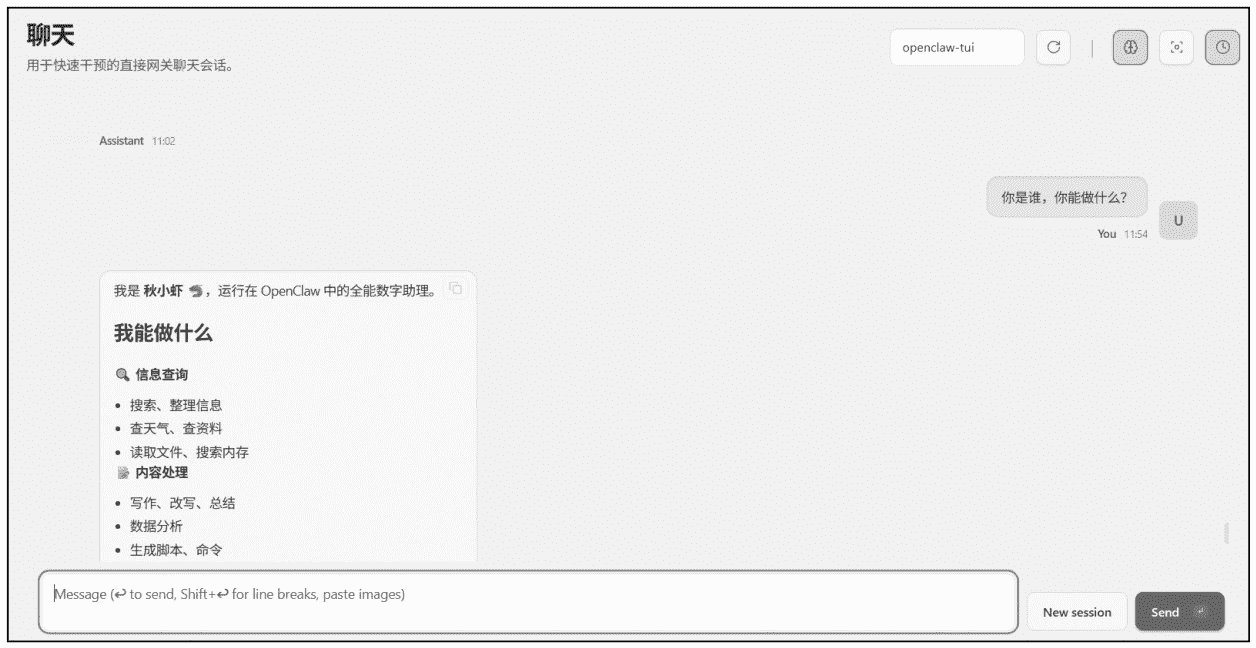 聊天
用于快速干预的直接网关聊天会话。
openclaw-tui
Assistant 11:02
你是谁，你能做什么？
U
You 11:54
我是 秋小虾 🦐，运行在 OpenClaw 中的全能数字助理。
我能做什么
🔍 信息查询
• 搜索、整理信息
• 查天气、查资料
• 读取文件、搜索内存
📝 内容处理
• 写作、改写、总结
• 数据分析
• 生成脚本、命令
Message (↩ to send, Shift+↩ for line breaks, paste images)
New session
Send ↵